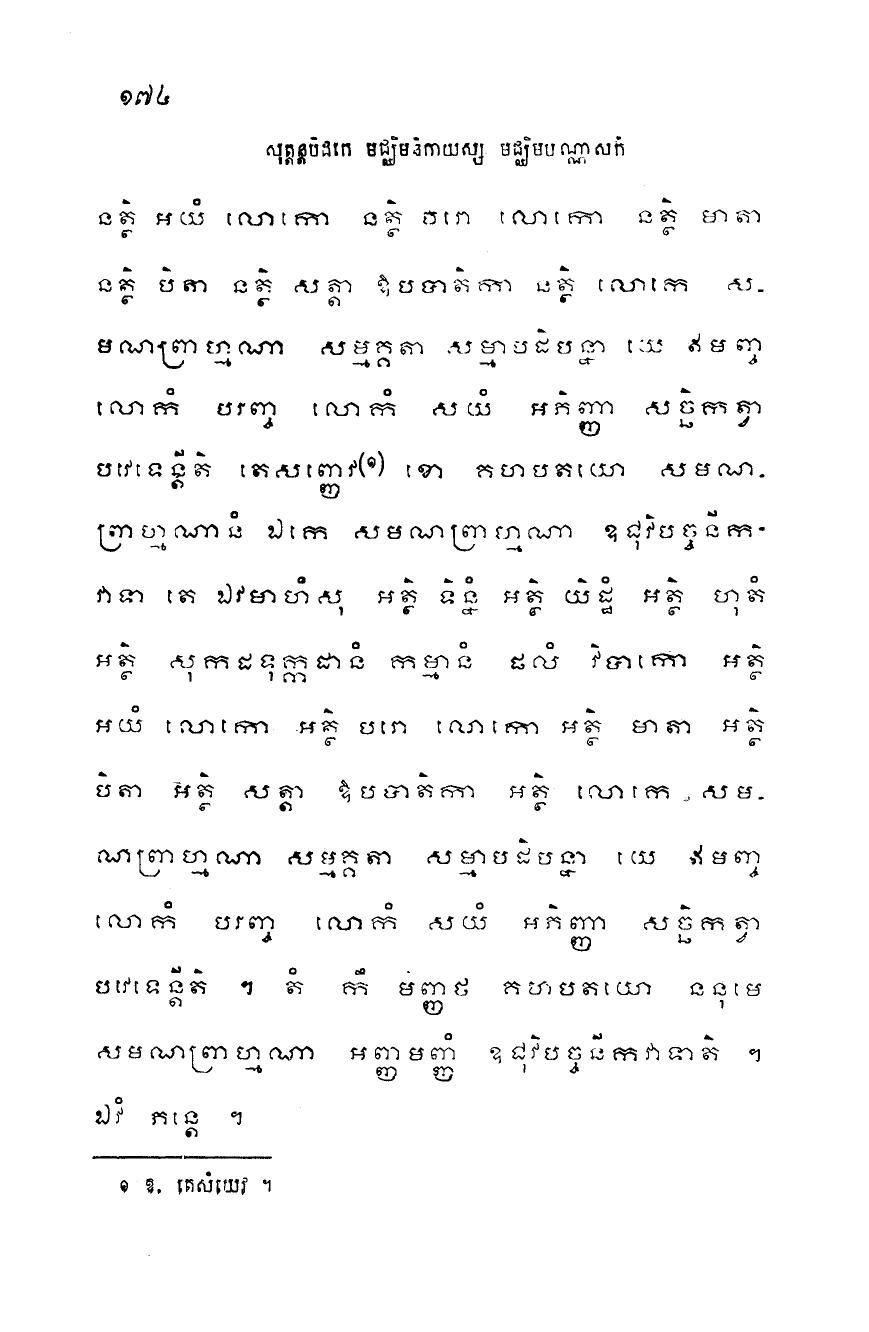 ១៧៤
សុត្តន្តបិដកេ មជ្ឈិមនិកាយស្ស មជ្ឈិមបណ្ណាសកំ
នត្ថិ អយំ លោកោ នត្ថិ បរោ លោកោ នត្ថិ មាតា
នត្ថិ បិតា នត្ថិ សត្តា ឱបបាតិកា នត្ថិ លោកេ ស-
មណព្រាហ្មណា សម្មគ្គតា សម្មាបដិបន្នា យេ ឥមញ្ច
លោកំ បរញ្ច លោកំ សយំ អភិញ្ញា សច្ឆិកត្វា
បវេទេន្តីតិ តេសញ្ញេវ(១) ខោ គហបតយោ សមណ-
ព្រាហ្មណានំ ឯកេ សមណព្រាហ្មណា ឧជុវិបច្ចនីក-
វាទា តេ ឯវមាហំសុ អត្ថិ ទិន្នំ អត្ថិ យិដ្ឋំ អត្ថិ ហុតំ
អត្ថិ សុកដទុក្កដានំ កម្មានំ ផលំ វិបាកោ អត្ថិ
អយំ លោកោ អត្ថិ បរោ លោកោ អត្ថិ មាតា អត្ថិ
បិតា អត្ថិ សត្តា ឱបបាតិកា អត្ថិ លោកេ សម-
ណព្រាហ្មណា សម្មគ្គតា សម្មាបដិបន្នា យេ ឥមញ្ច
លោកំ បរញ្ច លោកំ សយំ អភិញ្ញា សច្ឆិកត្វា
បវេទេន្តីតិ ។ តំ កឹ មញ្ញថ គហបតយោ ននុមេ
សមណព្រាហ្មណា អញ្ញមញ្ញំ ឧជុវិបច្ចនីកវាទាតិ ។
ឯវំ ភន្តេ ។
១ ឱ. តេសំយេវ ។